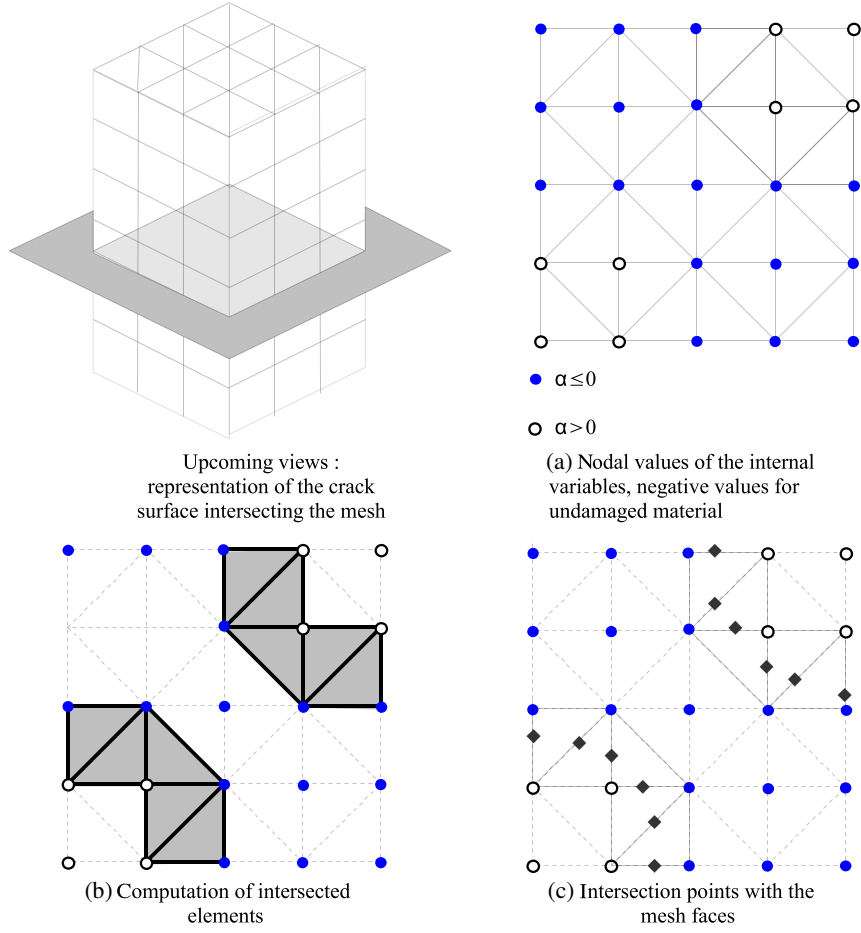 α≤0
α>0
Upcoming views :
representation of the crack
surface intersecting the mesh
(a) Nodal values of the internal
variables, negative values for
undamaged material
(b) Computation of intersected
elements
(c) Intersection points with the
mesh faces